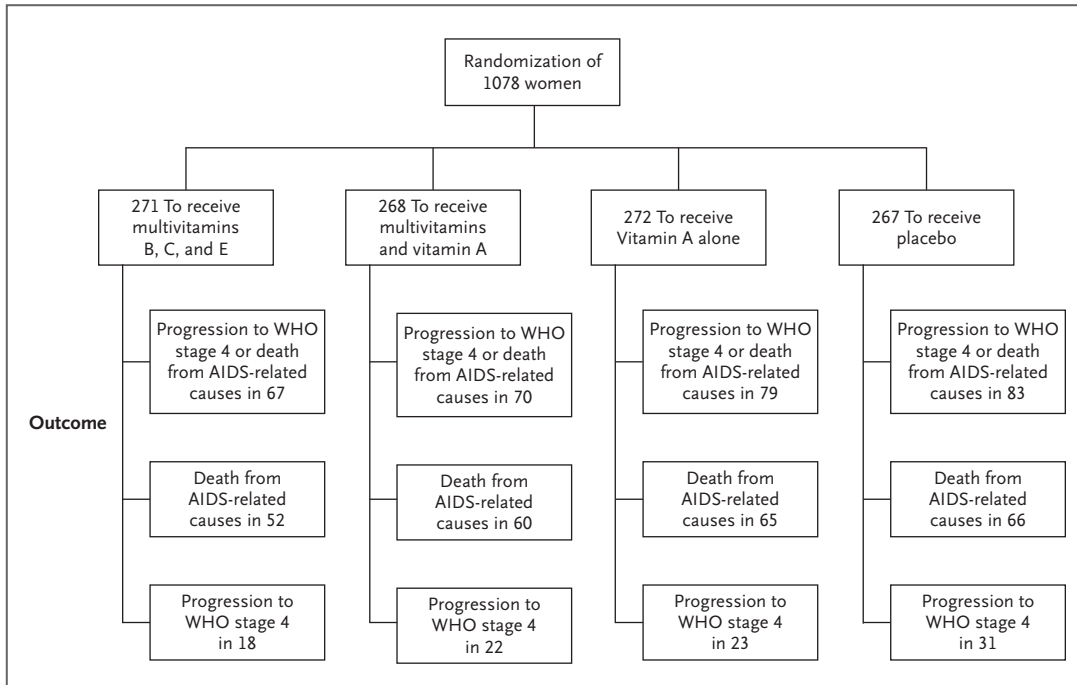 Randomization of
1078 women
271 To receive
multivitamins
B, C, and E
268 To receive
multivitamins
and vitamin A
272 To receive
Vitamin A alone
267 To receive
placebo
Outcome
Progression to WHO
stage 4 or death
from AIDS-related
causes in 67
Progression to WHO
stage 4 or death
from AIDS-related
causes in 70
Progression to WHO
stage 4 or death
from AIDS-related
causes in 79
Progression to WHO
stage 4 or death
from AIDS-related
causes in 83
Death from
AIDS-related
causes in 52
Death from
AIDS-related
causes in 60
Death from
AIDS-related
causes in 65
Death from
AIDS-related
causes in 66
Progression to
WHO stage 4
in 18
Progression to
WHO stage 4
in 22
Progression to
WHO stage 4
in 23
Progression to
WHO stage 4
in 31